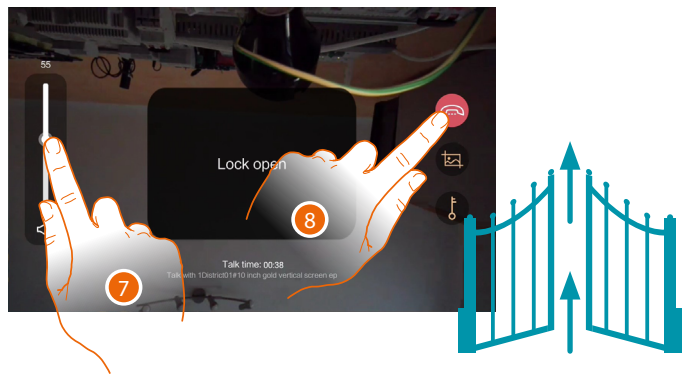 55
Lock open
8
Talk time: 00:38
Talk with 1District01#10 inch gold vertical screen ep
7